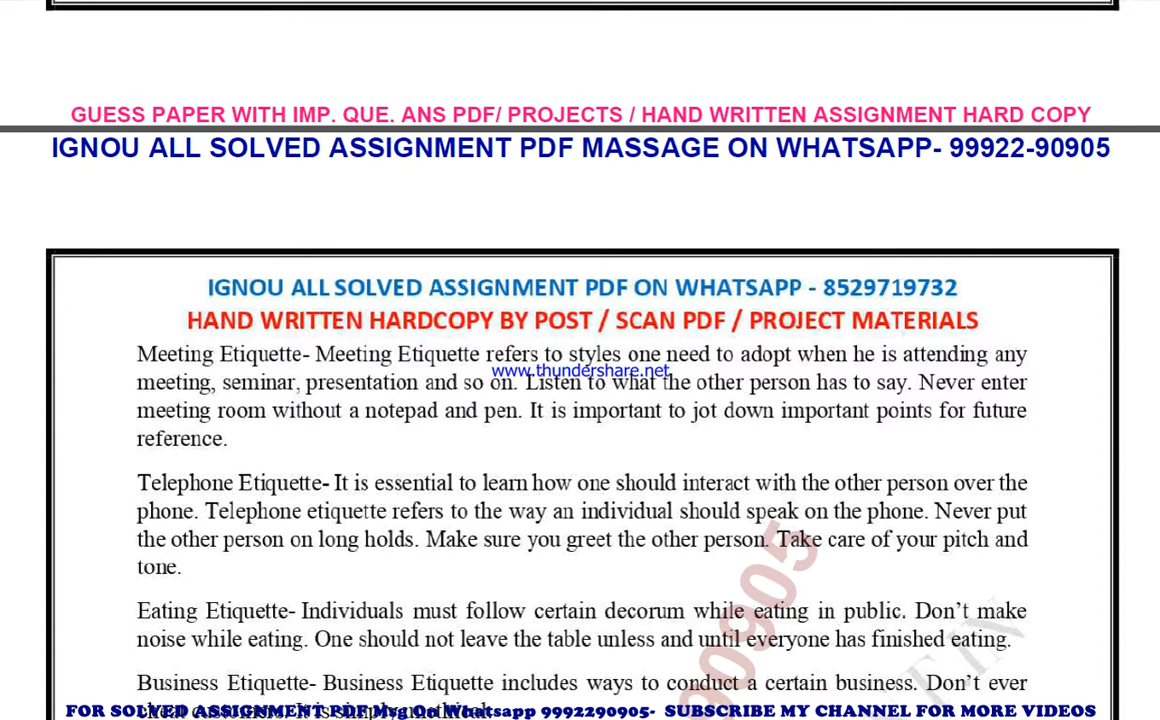 GUESS PAPER WITH IMP. QUE. ANS PDF/ PROJECTS / HAND WRITTEN ASSIGNMENT HARD COPY
IGNOU ALL SOLVED ASSIGNMENT PDF MASSAGE ON WHATSAPP- 99922-90905
IGNOU ALL SOLVED ASSIGNMENT PDF ON WHATSAPP - 8529719732
HAND WRITTEN HARDCOPY BY POST / SCAN PDF / PROJECT MATERIALS
Meeting Etiquette- Meeting Etiquette refers to styles one need to adopt when he is attending any
www.thundershare.net
meeting, seminar, presentation and so on. Listen to what the other person has to say. Never enter
meeting room without a notepad and pen. It is important to jot down important points for future
reference.
Telephone Etiquette- It is essential to learn how one should interact with the other person over the
phone. Telephone etiquette refers to the way an individual should speak on the phone. Never put
the other person on long holds. Make sure you greet the other person. Take care of your pitch and
tone.
Eating Etiquette- Individuals must follow certain decorum while eating in public. Don't make
noise while eating. One should not leave the table unless and until everyone has finished eating.
Business Etiquette- Business Etiquette includes ways to conduct a certain business. Don't ever
FOR SOLVED ASSIGNMENT PDF Msg On Whatsapp 9992290905- SUBSCRIBE MY CHANNEL FOR MORE VIDEOS